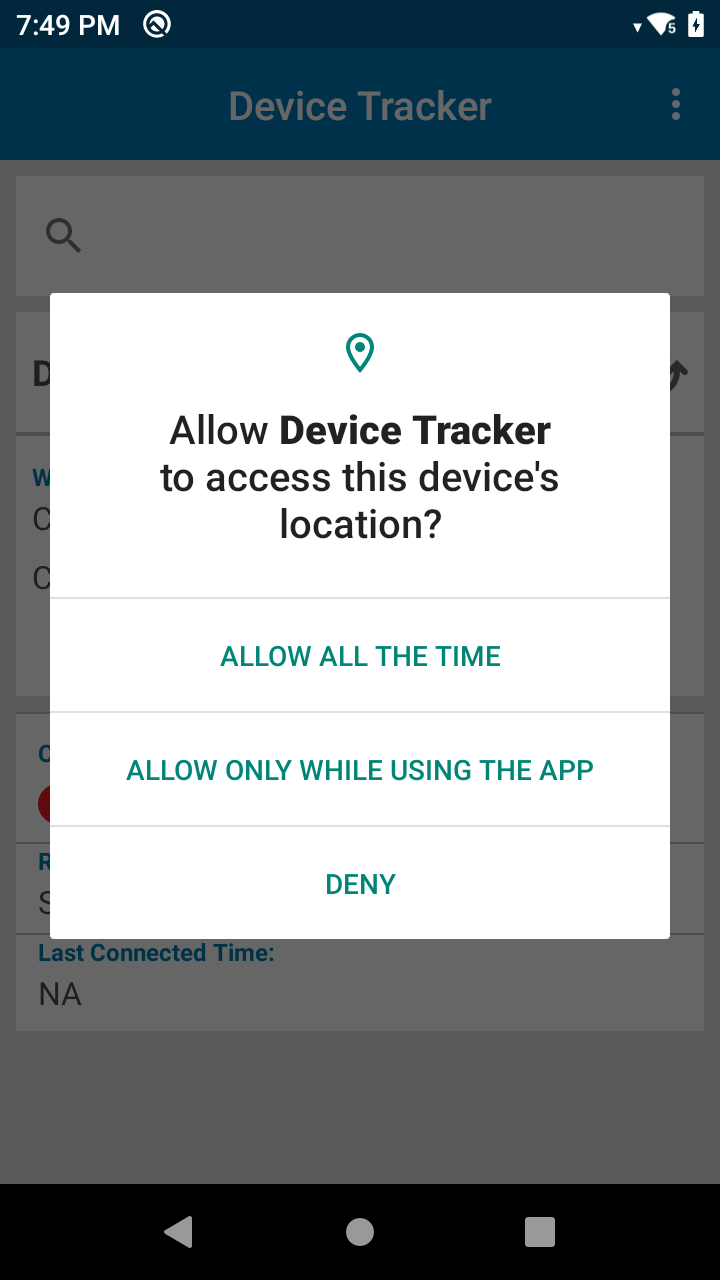 7:49 PM
5
Device Tracker
Allow Device Tracker
to access this device's
location?
ALLOW ALL THE TIME
ALLOW ONLY WHILE USING THE APP
DENY
Last Connected Time:
NA